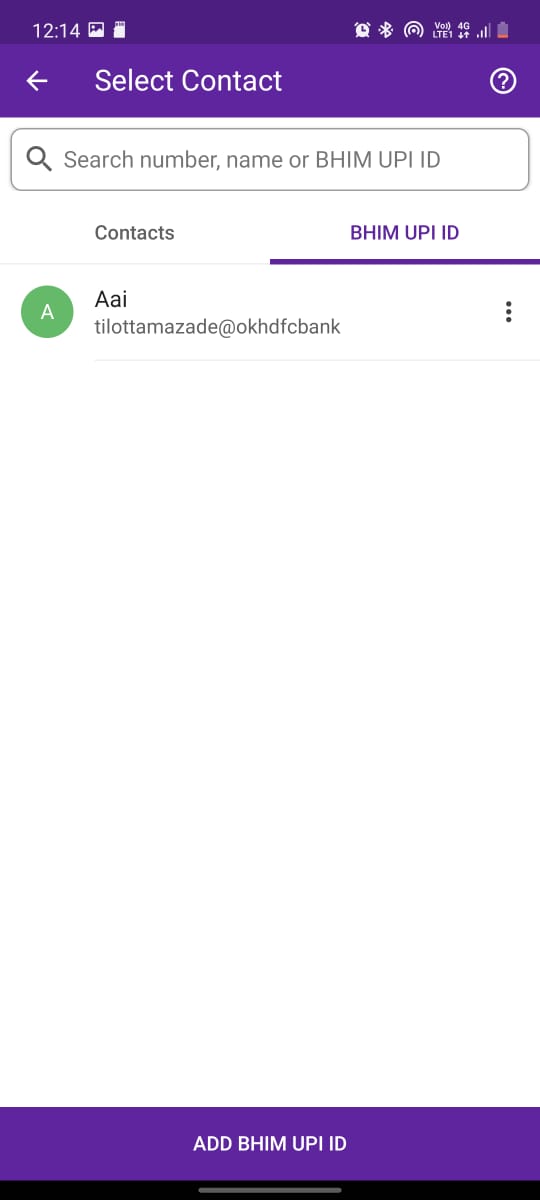 12:14
Vo)) 4G
LTE1
Select Contact
Search number, name or BHIM UPI ID
Contacts
BHIM UPI ID
A
Aai
tilottamazade@okhdfcbank
ADD BHIM UPI ID